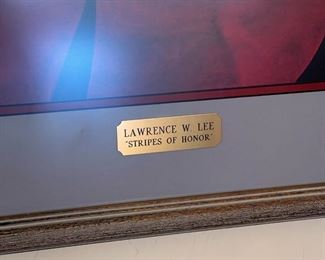 LAWRENCE W. LEE
"STRIPES OF HONOR"